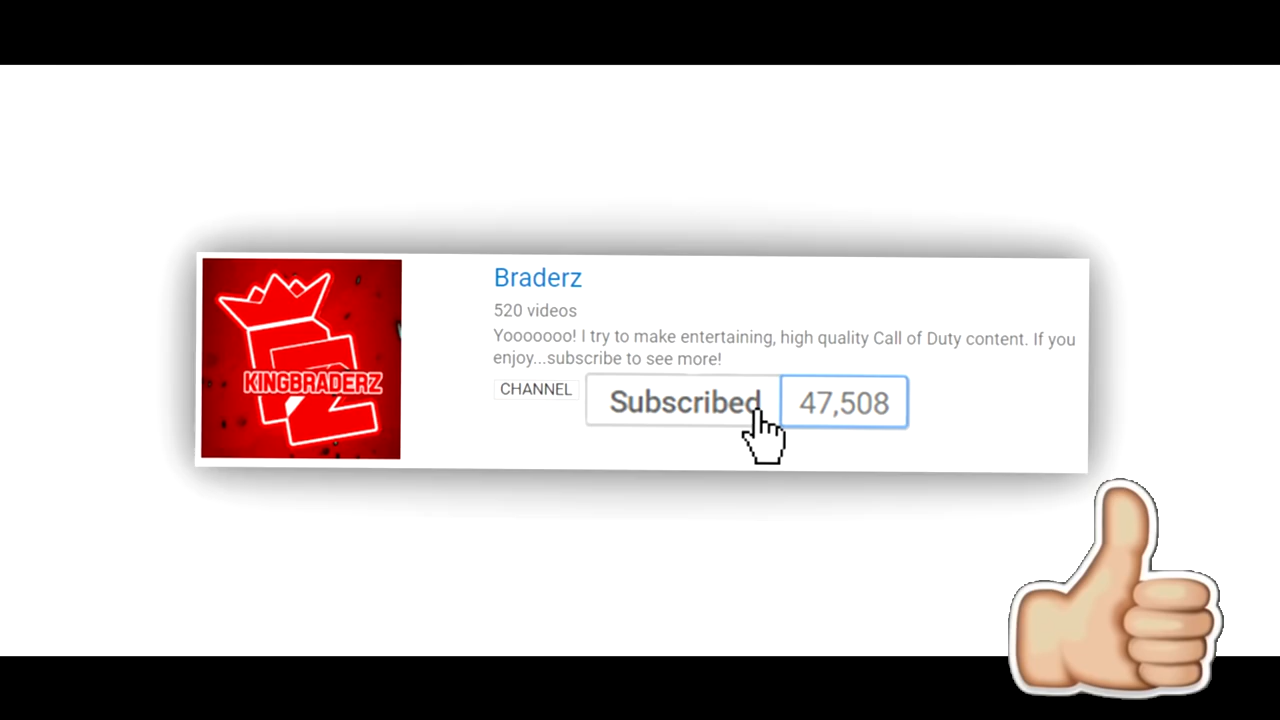 KINGBRADERZ
Braderz
520 videos
Yooooooo! I try to make entertaining, high quality Call of Duty content. If you
enjoy...subscribe to see more!
CHANNEL
Subscribed
47,508